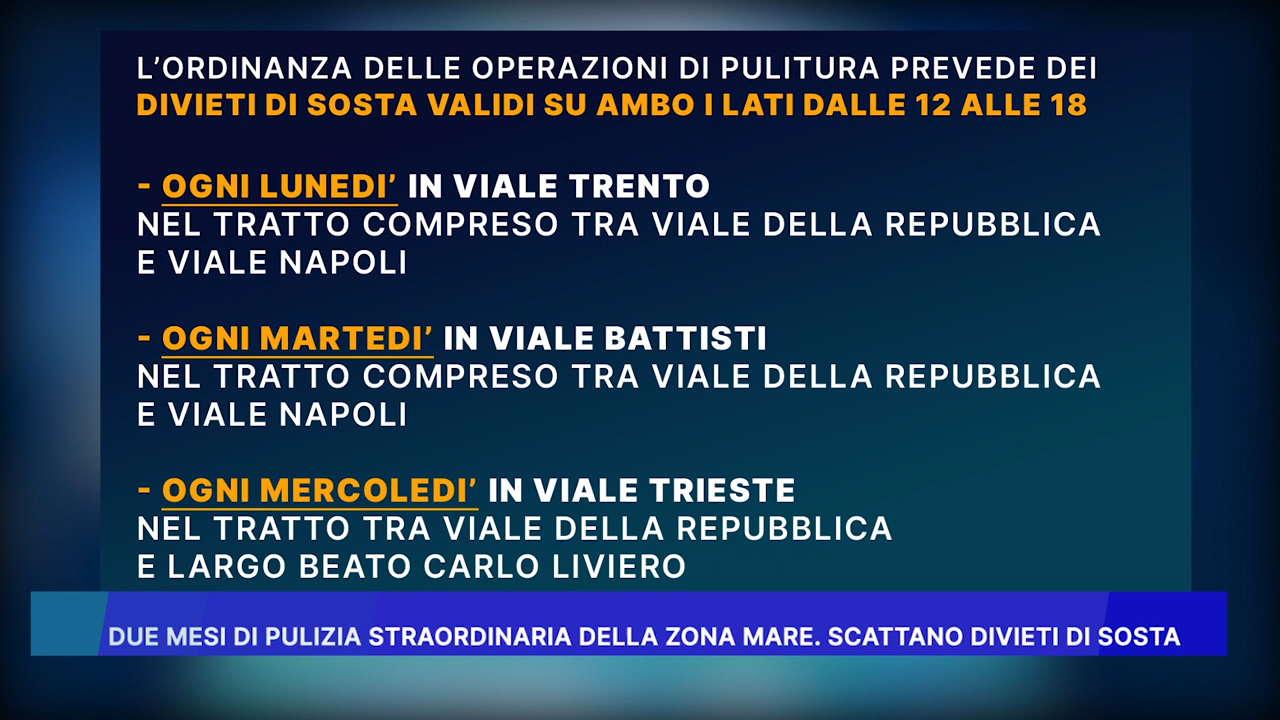 L'ORDINANZA DELLE OPERAZIONI DI PULITURA PREVEDE DEI
DIVIETI DI SOSTA VALIDI SU AMBO I LATI DALLE 12 ALLE 18
- OGNI LUNEDI' IN VIALE TRENTO
NEL TRATTO COMPRESO TRA VIALE DELLA REPUBBLICA
E VIALE NAPOLI
- OGNI MARTEDI' IN VIALE BATTISTI
NEL TRATTO COMPRESO TRA VIALE DELLA REPUBBLICA
E VIALE NAPOLI
- OGNI MERCOLEDI' IN VIALE TRIESTE
NEL TRATTO TRA VIALE DELLA REPUBBLICA
E LARGO BEATO CARLO LIVIERO
DUE MESI DI PULIZIA STRAORDINARIA DELLA ZONA MARE. SCATTANO DIVIETI DI SOSTA